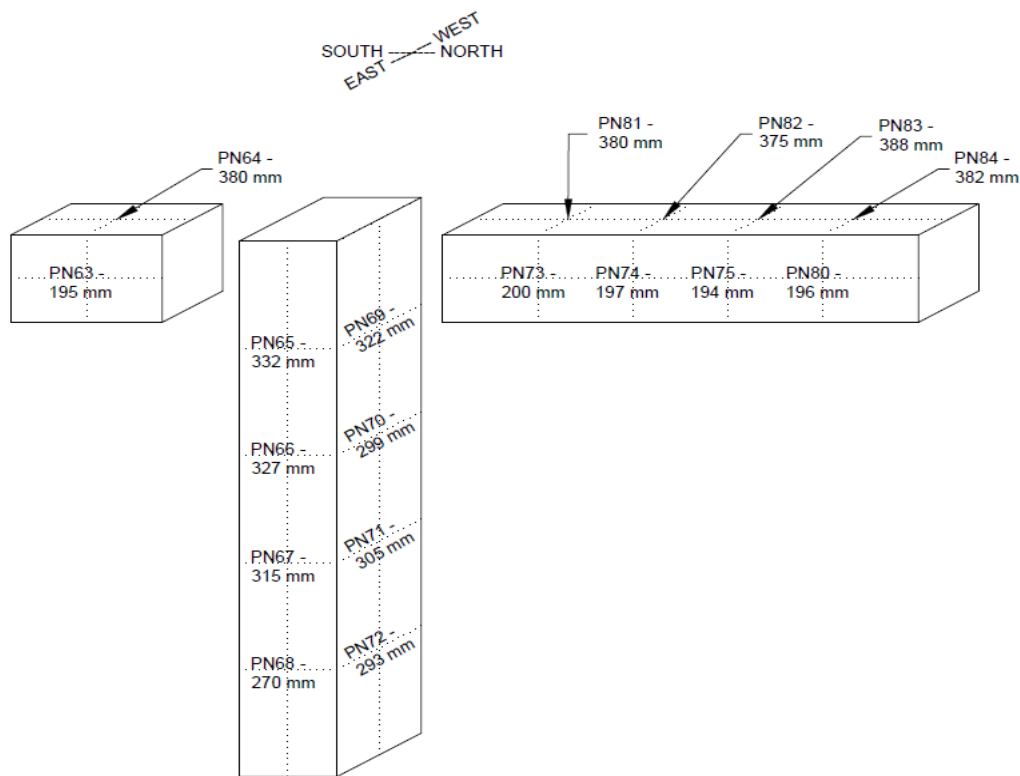 WEST
SOUTH ------ NORTH
EAST
PN81 -
380 mm
PN82 -
375 mm
PN83 -
388 mm
PN84 -
382 mm
PN64 -
380 mm
PN63 -
195 mm
PN73 -
200 mm
PN74 -
197 mm
PN75 -
194 mm
PN80 -
196 mm
PN65 -
332 mm
PN69 -
322 mm
PN66 -
327 mm
PN70 -
299 mm
PN67 -
315 mm
PN71 -
305 mm
PN68 -
270 mm
PN72 -
293 mm